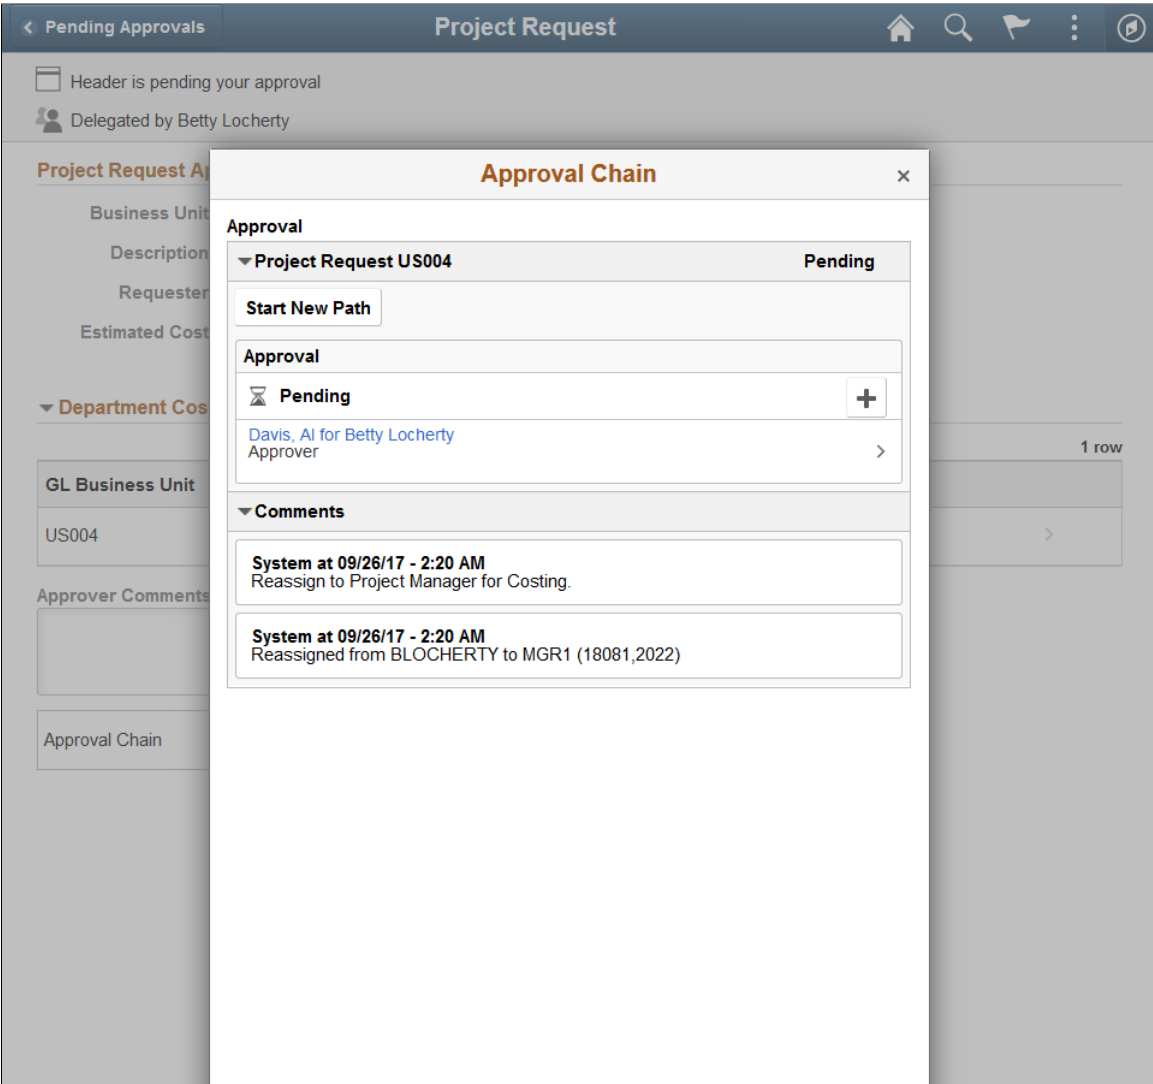 Pending Approvals
Project Request
Header is pending your approval
Delegated by Betty Locherty
Project Request Ap
Business Unit
Description
Requester
Estimated Cost
Department Cos
1 row
GL Business Unit
US004
Approver Comments
Approval Chain
Approval Chain
×
Approval
Project Request US004 Pending
Start New Path
Approval
Pending
Davis, Al for Betty Locherty
Approver
Comments
System at 09/26/17 - 2:20 AM
Reassign to Project Manager for Costing.
System at 09/26/17 - 2:20 AM
Reassigned from BLOCHERTY to MGR1 (18081,2022)